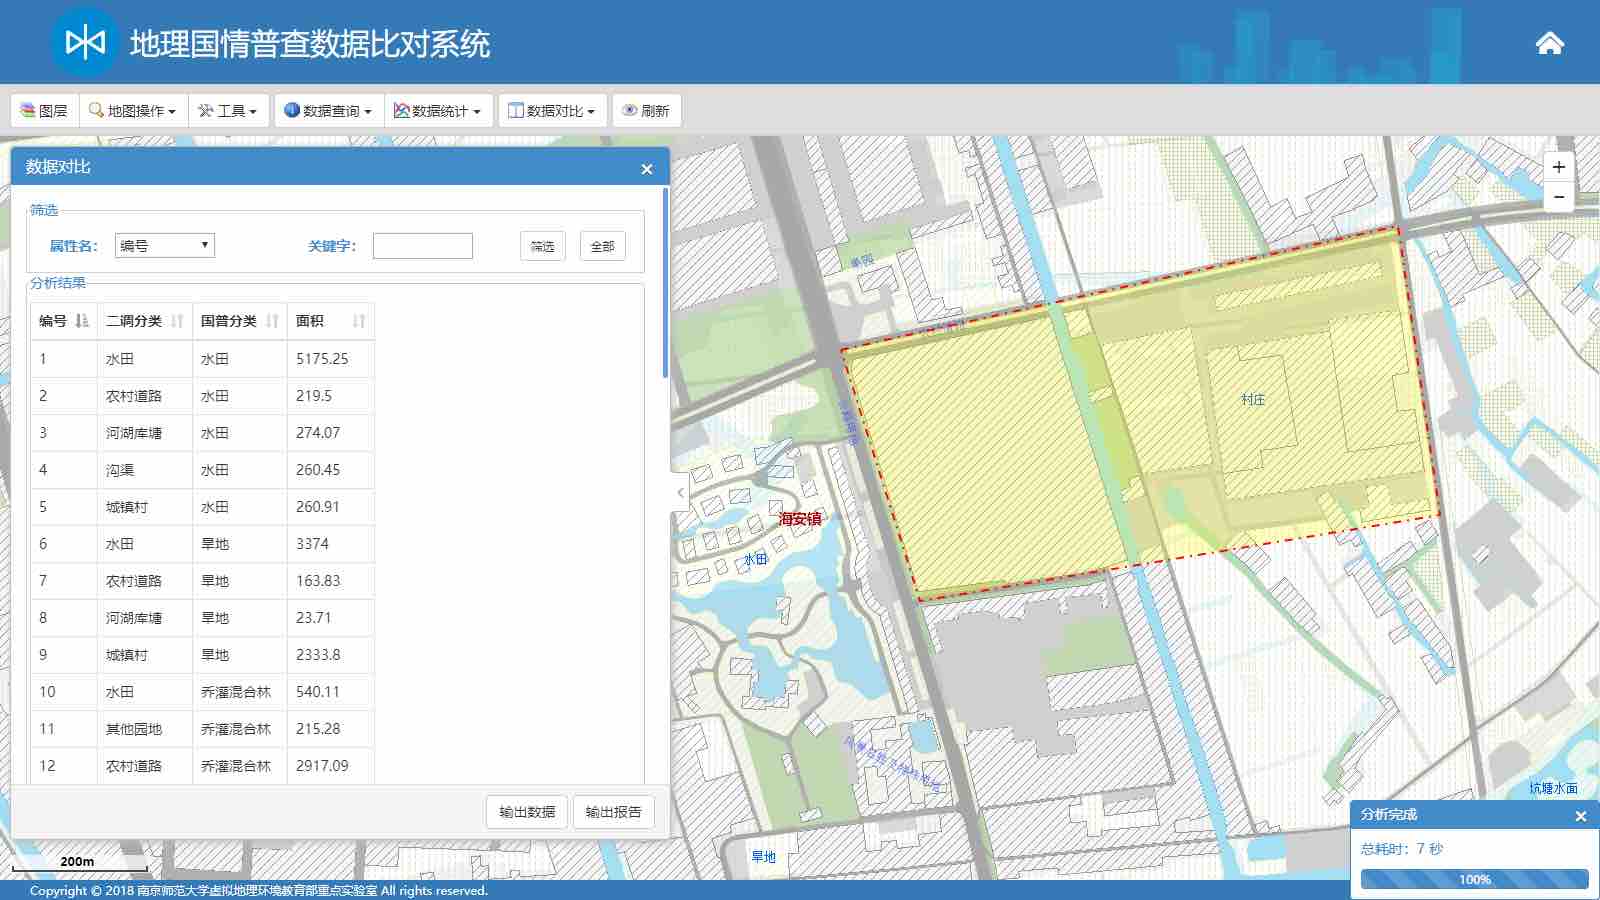 地理国情普查数据比对系统
图层 地图操作 工具 数据查询 数据统计 数据对比 刷新
数据对比 ×
筛选
属性名： 编号 关键字： 筛选 全部
分析结果
编号 二调分类 国普分类 面积
1 水田 水田 5175.25
2 农村道路 水田 219.5
3 河湖库塘 水田 274.07
4 沟渠 水田 260.45
5 城镇村 水田 260.91
6 水田 旱地 3374
7 农村道路 旱地 163.83
8 河湖库塘 旱地 23.71
9 城镇村 旱地 2333.8
10 水田 乔灌混合林 540.11
11 其他园地 乔灌混合林 215.28
12 农村道路 乔灌混合林 2917.09
输出数据 输出报告
+
−
村庄
海安镇
水田
坑塘水面
旱地
200m
分析完成 ×
总耗时：7 秒
100%
Copyright © 2018 南京师范大学虚拟地理环境教育部重点实验室 All rights reserved.